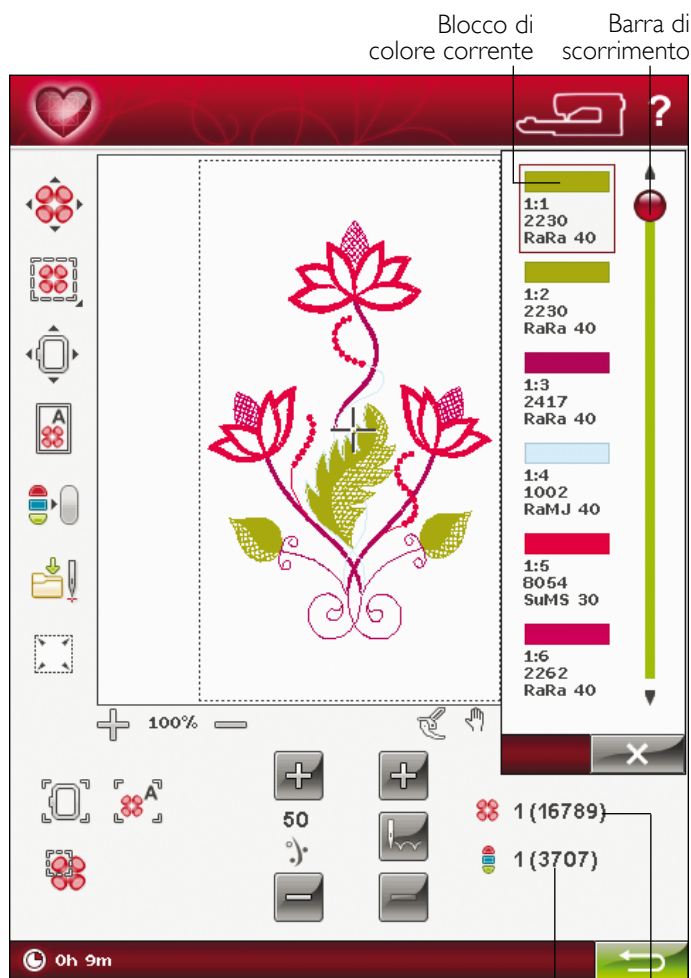 Blocco di
colore corrente
Barra di
scorrimento
?
A
1:1
2230
RaRa 40
1:2
2230
RaRa 40
1:3
2417
RaRa 40
1:4
1002
RaMJ 40
1:5
8054
SuMS 30
1:6
2262
RaRa 40
100%
A
50
1 (16789)
1 (3707)
0h 9m